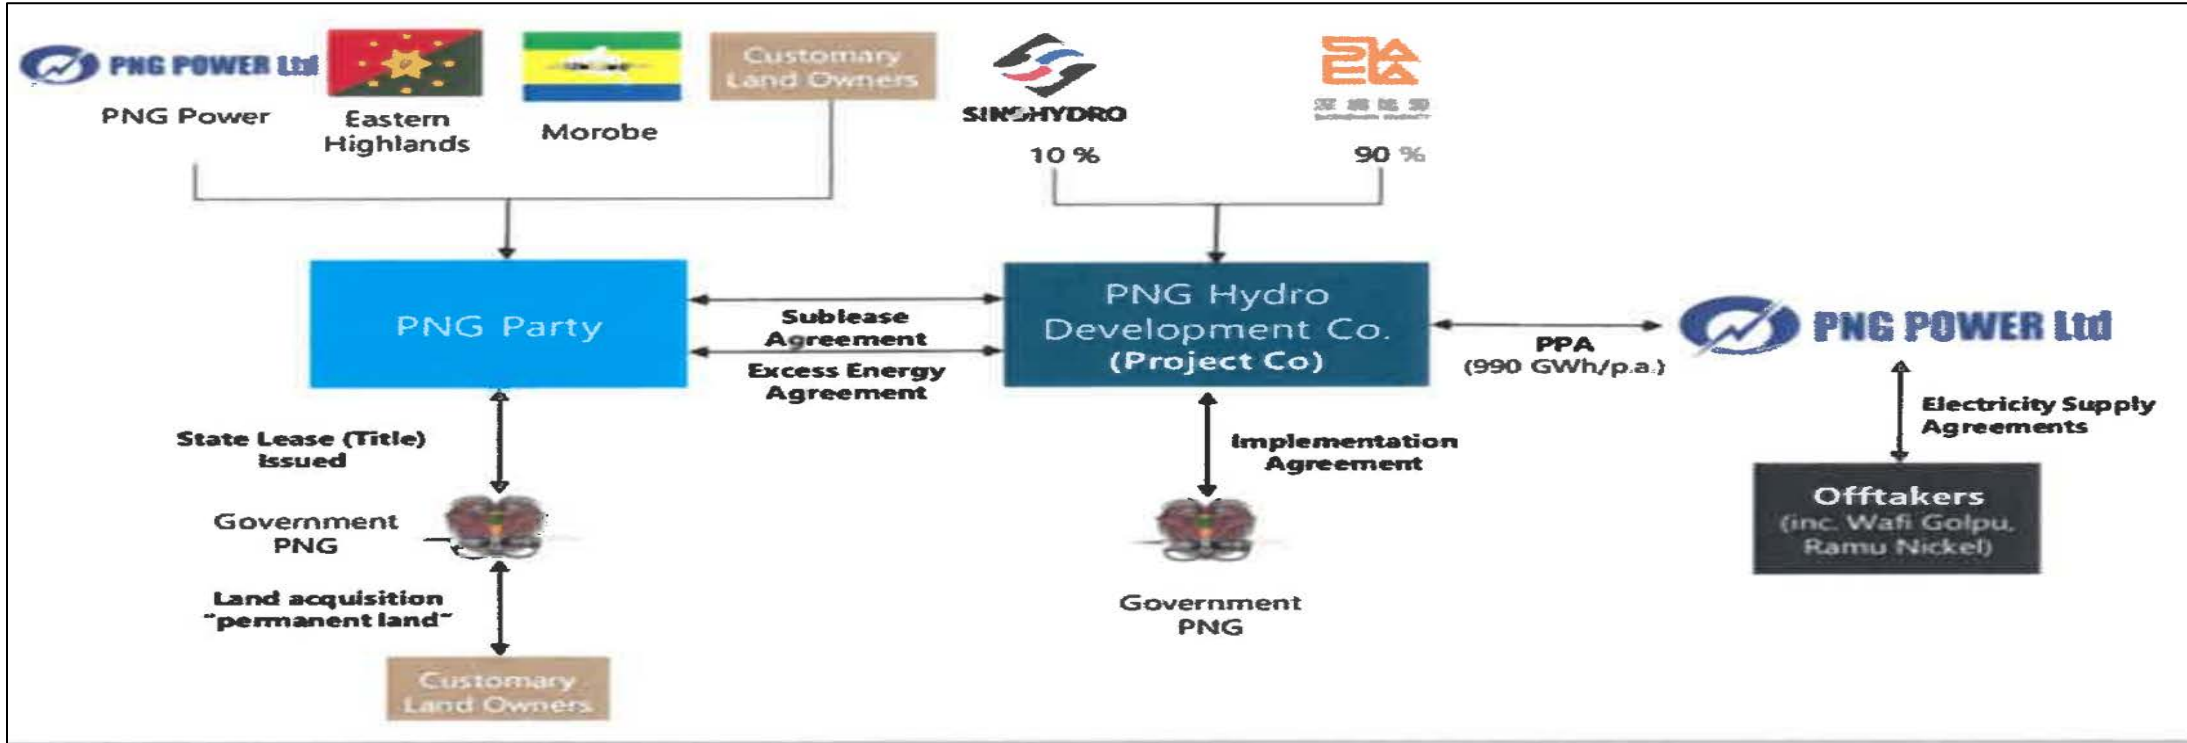 PNG POWER Ltd
PNG Power
Eastern
Highlands
Morobe
Customary
Land Owners
SINOHYDRO
10 %
90 %
PNG Party
Sublease
Agreement
Excess Energy
Agreement
PNG Hydro
Development Co.
(Project Co)
PPA
(990 GWh/p.a.)
PNG POWER Ltd
State Lease (Title)
Issued
Implementation
Agreement
Electricity Supply
Agreements
Government
PNG
Offtakers
(inc. Wafi Golpu,
Ramu Nickel)
Land acquisition
"permanent land"
Government
PNG
Customary
Land Owners